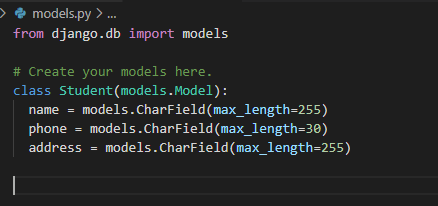 models.py > ...
from django.db import models
# Create your models here.
class Student(models.Model):
name = models.CharField(max_length=255)
phone = models.CharField(max_length=30)
address = models.CharField(max_length=255)